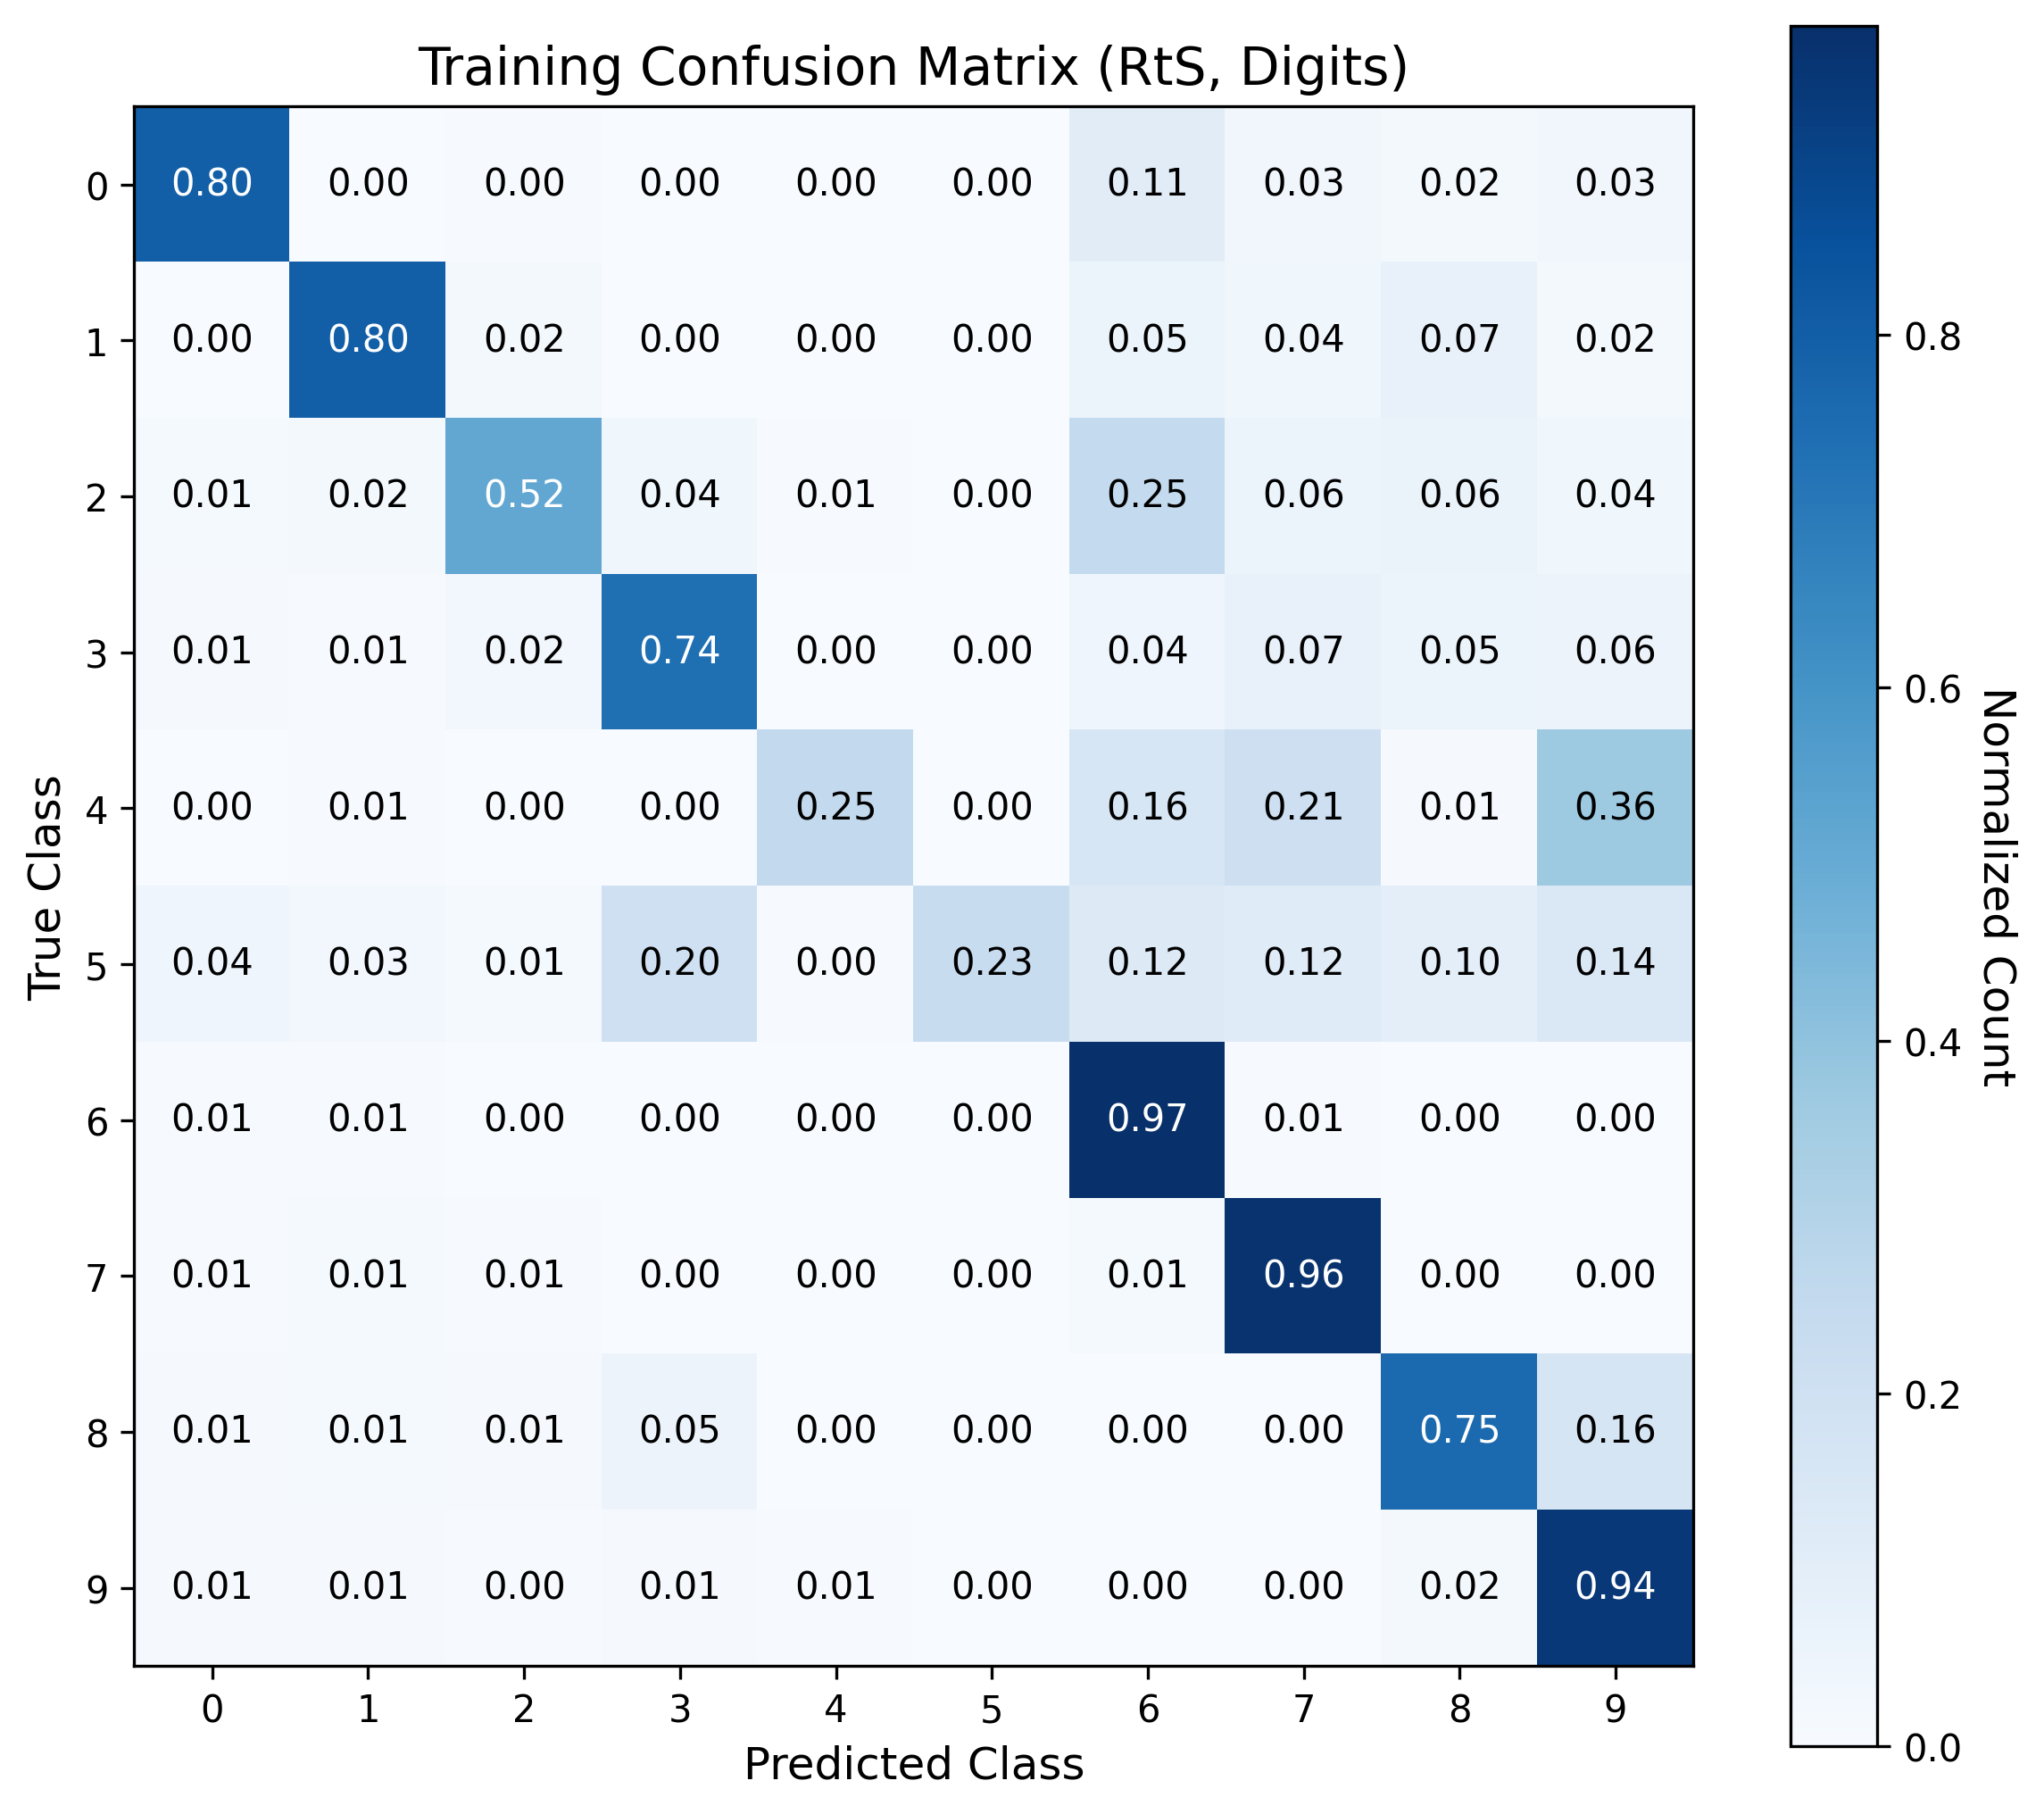 Training Confusion Matrix (RtS, Digits)
0 0.80 0.00 0.00 0.00 0.00 0.00 0.11 0.03 0.02 0.03
1 0.00 0.80 0.02 0.00 0.00 0.00 0.05 0.04 0.07 0.02
2 0.01 0.02 0.52 0.04 0.01 0.00 0.25 0.06 0.06 0.04
3 0.01 0.01 0.02 0.74 0.00 0.00 0.04 0.07 0.05 0.06
4 0.00 0.01 0.00 0.00 0.25 0.00 0.16 0.21 0.01 0.36
5 0.04 0.03 0.01 0.20 0.00 0.23 0.12 0.12 0.10 0.14
6 0.01 0.01 0.00 0.00 0.00 0.00 0.97 0.01 0.00 0.00
7 0.01 0.01 0.01 0.00 0.00 0.00 0.01 0.96 0.00 0.00
8 0.01 0.01 0.01 0.05 0.00 0.00 0.00 0.00 0.75 0.16
9 0.01 0.01 0.00 0.01 0.01 0.00 0.00 0.00 0.02 0.94
0 1 2 3 4 5 6 7 8 9
Predicted Class
True Class
0.8
0.6
0.4
0.2
0.0
Normalized Count